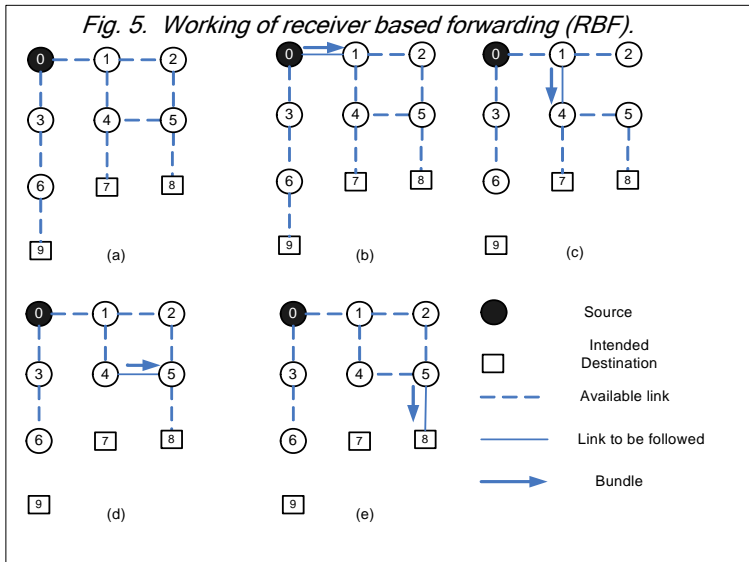 Fig. 5. Working of receiver based forwarding (RBF).
0 1 2
3 4 5
6 7 8
9
(a)
0 1 2
3 4 5
6 7 8
9
(b)
0 1 2
3 4 5
6 7 8
9
(c)
0 1 2
3 4 5
6 7 8
9
(d)
0 1 2
3 4 5
6 7 8
9
(e)
Source
Intended
Destination
Available link
Link to be followed
Bundle